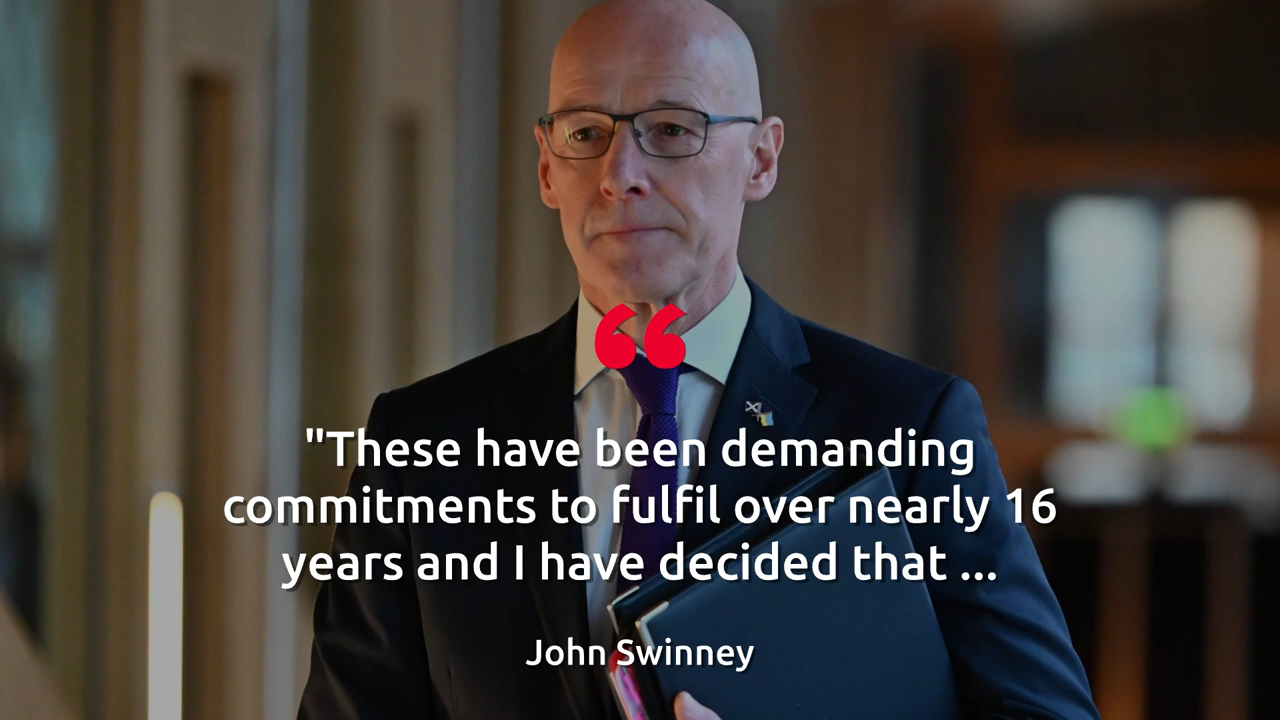 "These have been demanding
commitments to fulfil over nearly 16
years and I have decided that ...
John Swinney